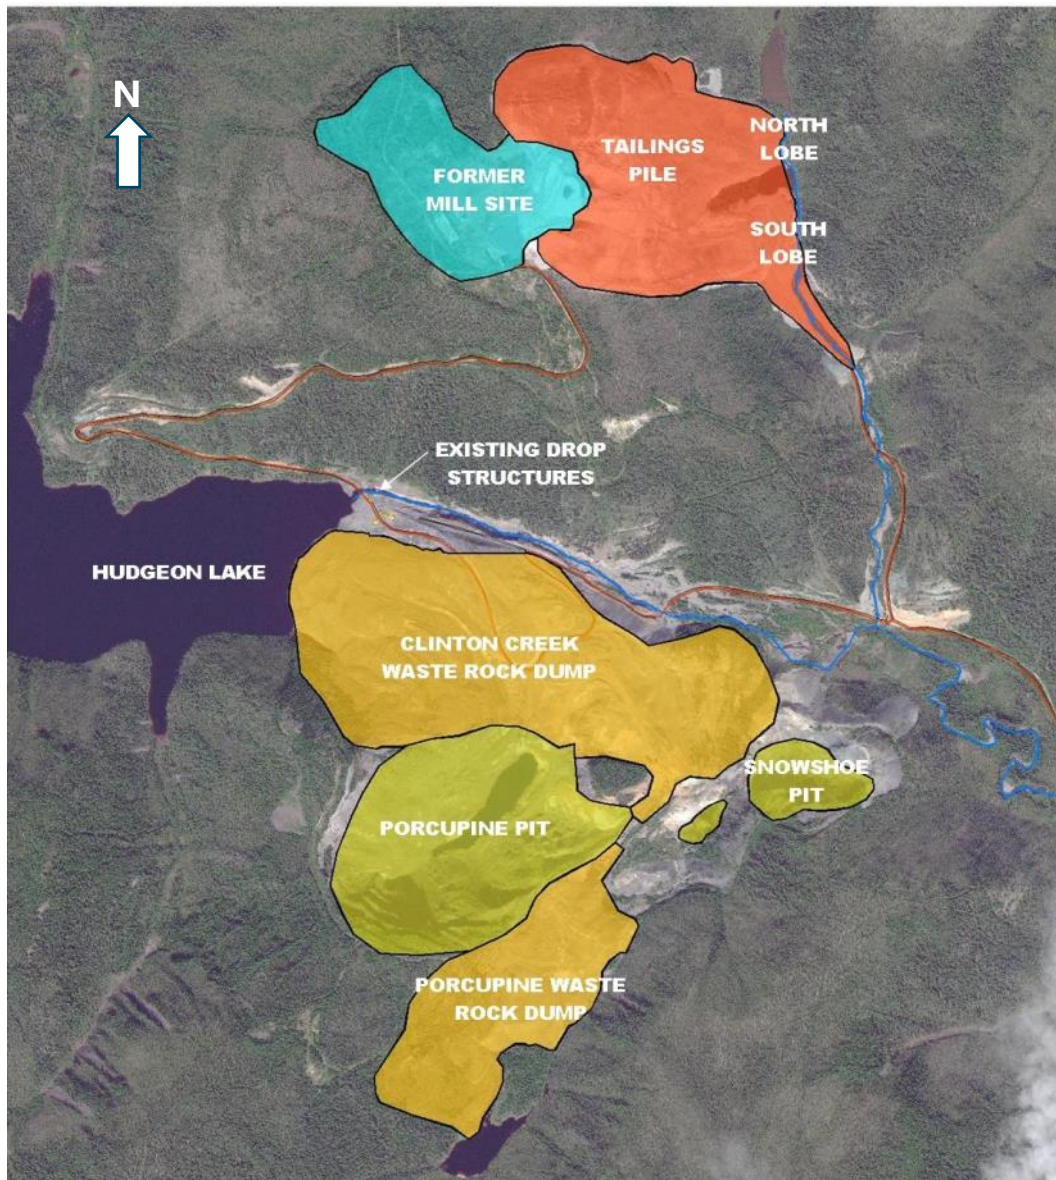 N
NORTH
LOBE
TAILINGS
PILE
FORMER
MILL SITE
SOUTH
LOBE
EXISTING DROP
STRUCTURES
HUDGEON LAKE
CLINTON CREEK
WASTE ROCK DUMP
SNOWSHOE
PIT
PORCUPINE PIT
PORCUPINE WASTE
ROCK DUMP